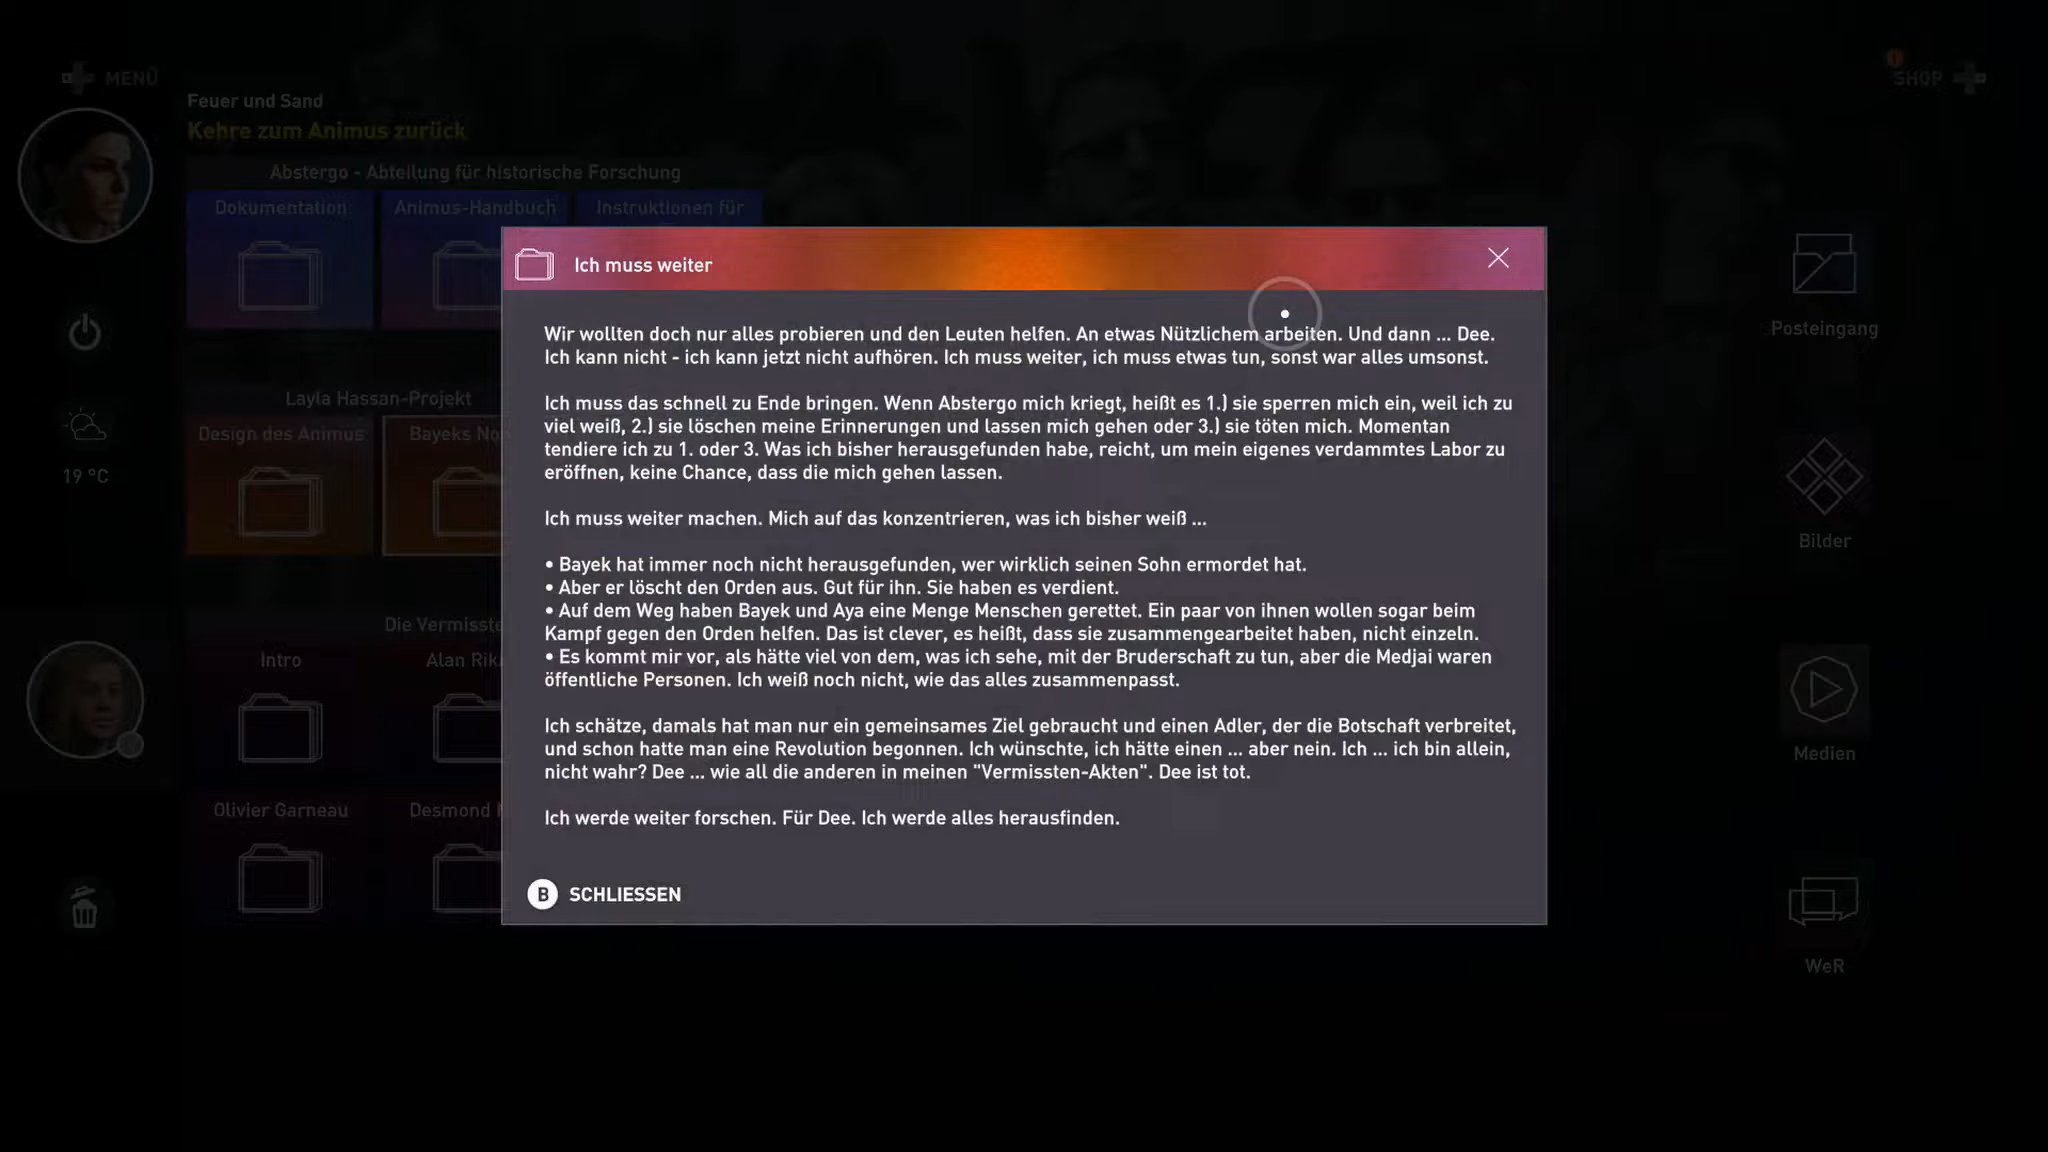 MENÜ
SHOP
Feuer und Sand
Kehre zum Animus zurück
Abstergo - Abteilung für historische Forschung
Dokumentation
Animus-Handbuch
Instruktionen für
Ich muss weiter
Wir wollten doch nur alles probieren und den Leuten helfen. An etwas Nützlichem arbeiten. Und dann ... Dee.
Ich kann nicht - ich kann jetzt nicht aufhören. Ich muss weiter, ich muss etwas tun, sonst war alles umsonst.
Ich muss das schnell zu Ende bringen. Wenn Abstergo mich kriegt, heißt es 1.) sie sperren mich ein, weil ich zu
viel weiß, 2.) sie löschen meine Erinnerungen und lassen mich gehen oder 3.) sie töten mich. Momentan
tendiere ich zu 1. oder 3. Was ich bisher herausgefunden habe, reicht, um mein eigenes verdammtes Labor zu
eröffnen, keine Chance, dass die mich gehen lassen.
Ich muss weiter machen. Mich auf das konzentrieren, was ich bisher weiß ...
• Bayek hat immer noch nicht herausgefunden, wer wirklich seinen Sohn ermordet hat.
• Aber er löscht den Orden aus. Gut für ihn. Sie haben es verdient.
• Auf dem Weg haben Bayek und Aya eine Menge Menschen gerettet. Ein paar von ihnen wollen sogar beim
Kampf gegen den Orden helfen. Das ist clever, es heißt, dass sie zusammengearbeitet haben, nicht einzeln.
• Es kommt mir vor, als hätte viel von dem, was ich sehe, mit der Bruderschaft zu tun, aber die Medjai waren
öffentliche Personen. Ich weiß noch nicht, wie das alles zusammenpasst.
Ich schätze, damals hat man nur ein gemeinsames Ziel gebraucht und einen Adler, der die Botschaft verbreitet,
und schon hatte man eine Revolution begonnen. Ich wünschte, ich hätte einen ... aber nein. Ich ... ich bin allein,
nicht wahr? Dee ... wie all die anderen in meinen "Vermissten-Akten". Dee ist tot.
Ich werde weiter forschen. Für Dee. Ich werde alles herausfinden.
B SCHLIESSEN
Layla Hassan-Projekt
Design des Animus
Bayeks
19 °C
Die
Intro
Alan
Olivier Garneau
Desmond
Posteingang
Bilder
Medien
WeR